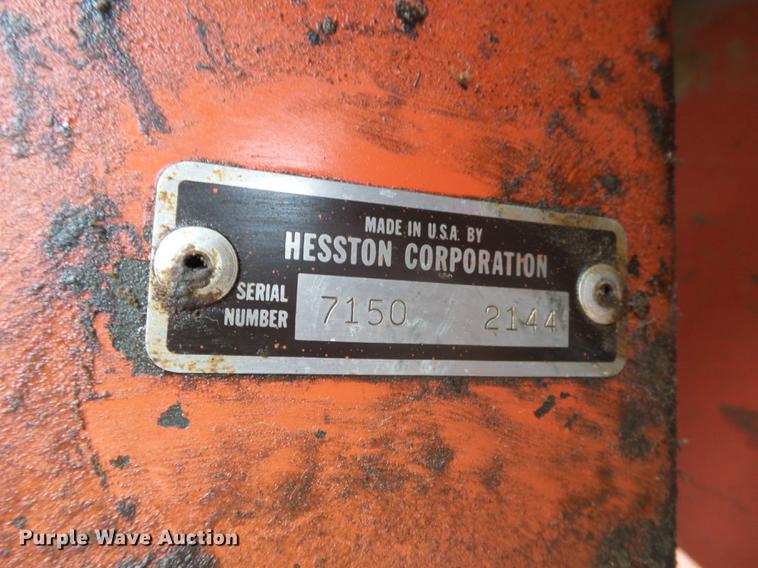 MADE IN U.S.A. BY
HESSTON CORPORATION
SERIAL
NUMBER
7150 2144
Purple Wave Auction